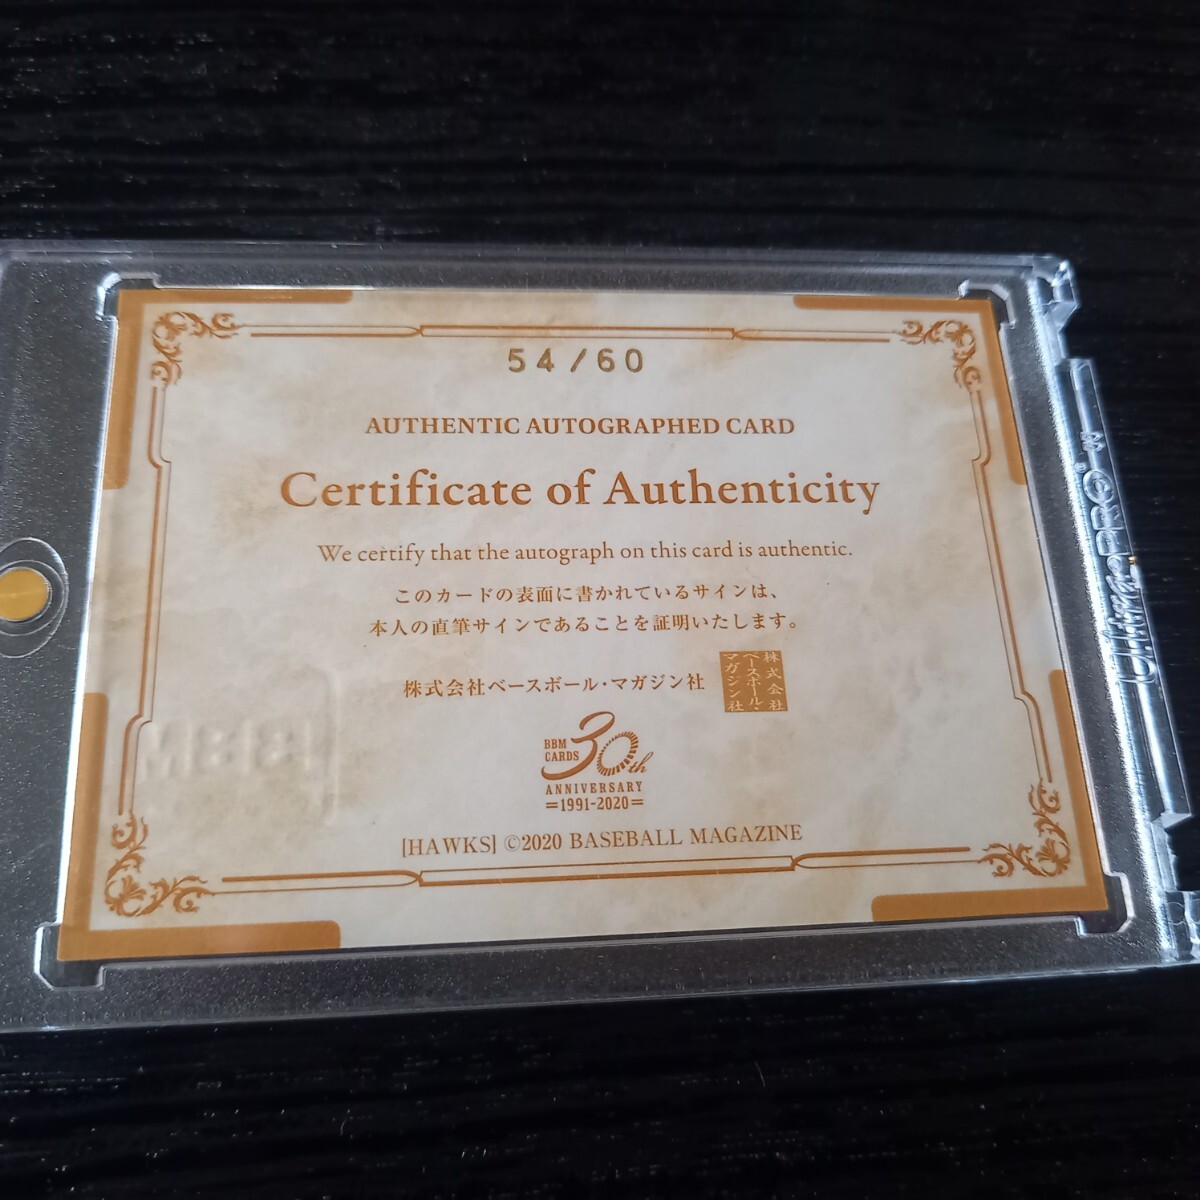 54/60
AUTHENTIC AUTOGRAPHED CARD
Certificate of Authenticity
We certify that the autograph on this card is authentic.
このカードの表面に書かれているサインは、
本人の直筆サインであることを証明いたします。
株式会社ベースボール・マガジン社
株式会社
ベースボール・
マガジン社
BBM
CARDS
30th
ANNIVERSARY
=1991-2020=
[HAWKS] ©2020 BASEBALL MAGAZINE
Ultra•PRO®